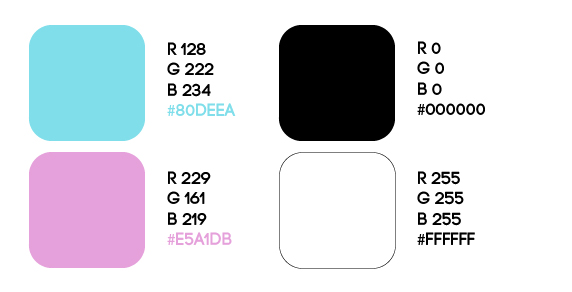 R 128
G 222
B 234
#80DEEA
R 0
G 0
B 0
#000000
R 229
G 161
B 219
#E5A1DB
R 255
G 255
B 255
#FFFFFF